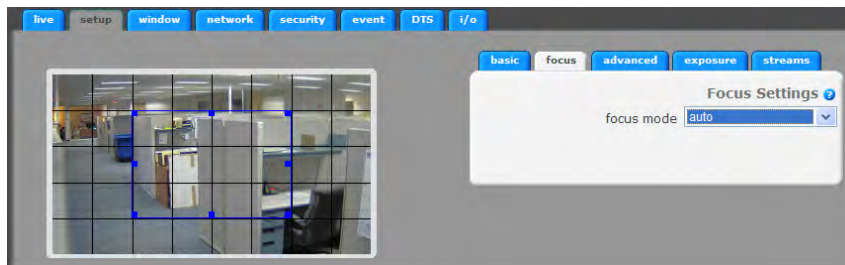 live setup window network security event DTS i/o
basic focus advanced exposure streams
Focus Settings ?
focus mode auto